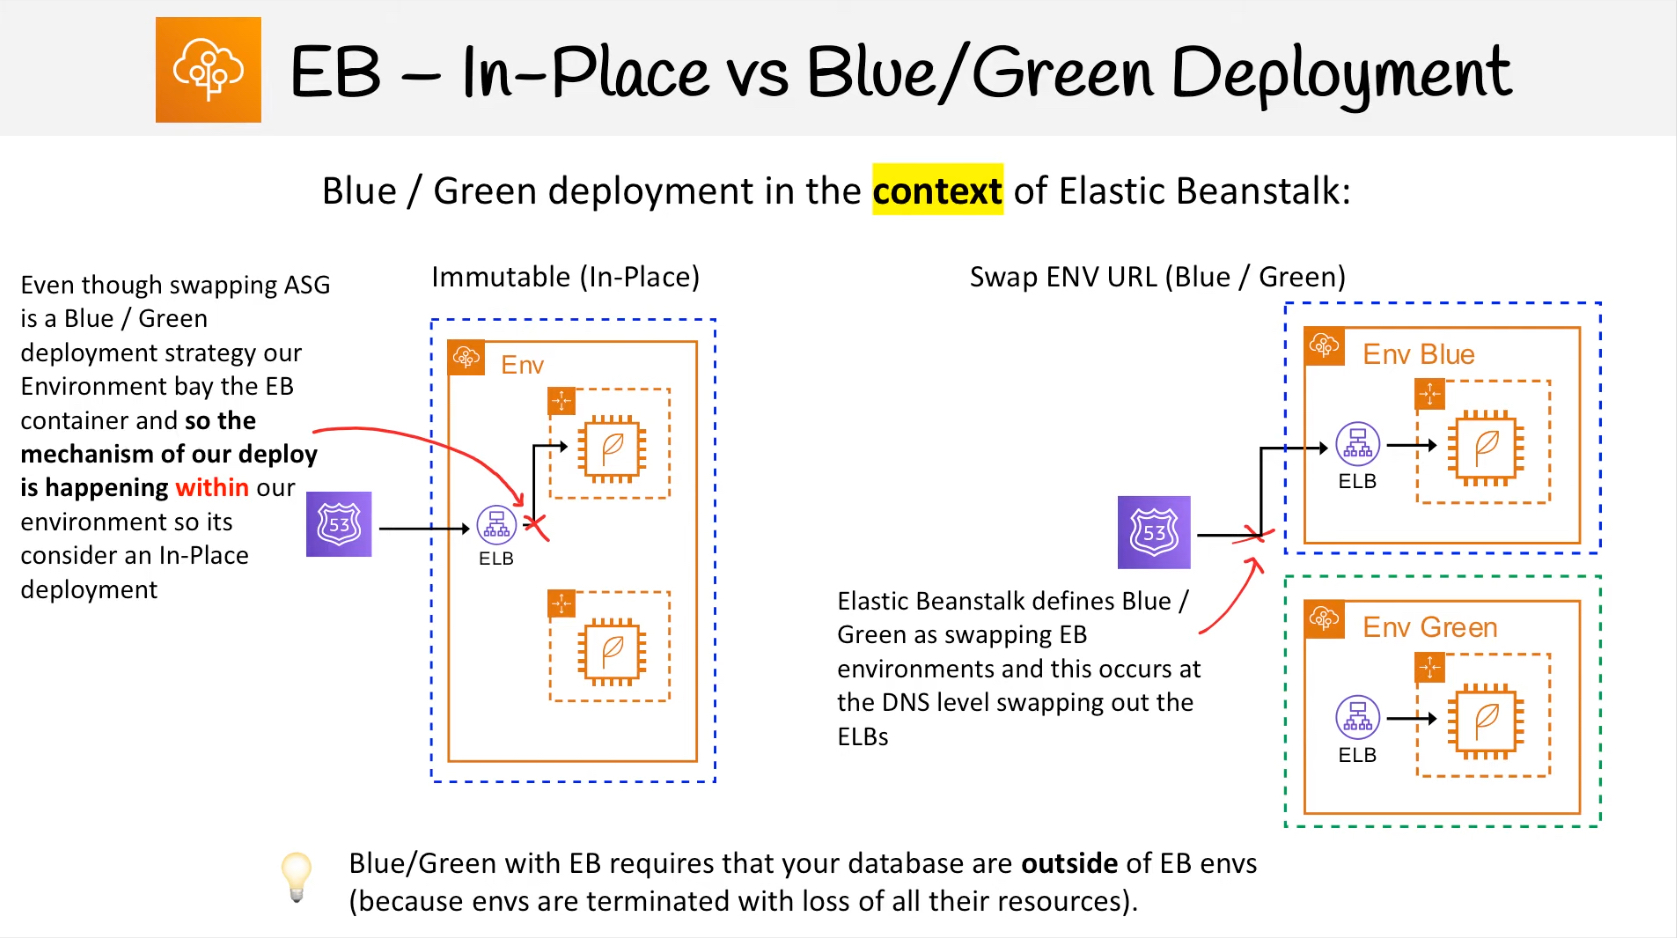 EB – In-Place vs Blue/Green Deployment
Blue / Green deployment in the context of Elastic Beanstalk:
Even though swapping ASG
is a Blue / Green
deployment strategy our
Environment bay the EB
container and so the
mechanism of our deploy
is happening within our
environment so its
consider an In-Place
deployment
Immutable (In-Place)
Env
53
ELB
Swap ENV URL (Blue / Green)
Env Blue
ELB
53
Elastic Beanstalk defines Blue /
Green as swapping EB
environments and this occurs at
the DNS level swapping out the
ELBs
Env Green
ELB
Blue/Green with EB requires that your database are outside of EB envs
(because envs are terminated with loss of all their resources).